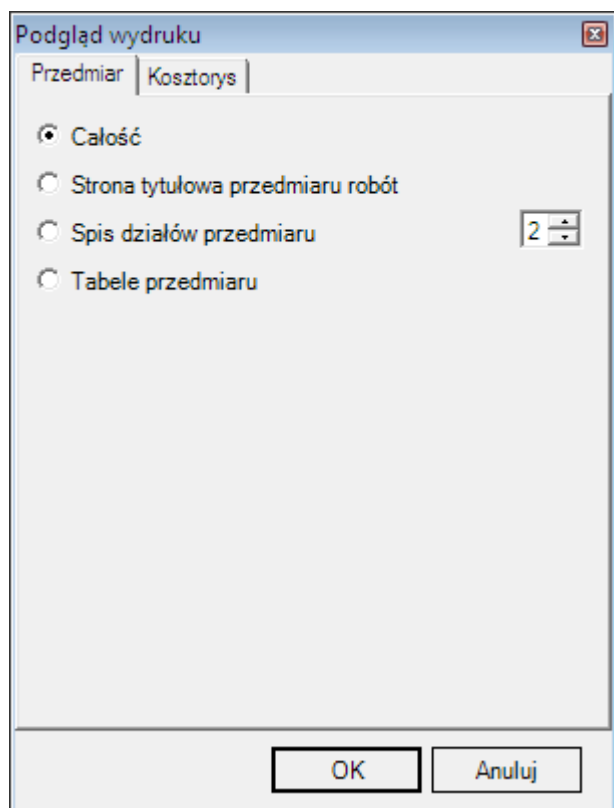 Podgląd wydruku
Przedmiar Kosztorys
Całość
Strona tytułowa przedmiaru robót
Spis działów przedmiaru 2
Tabele przedmiaru
OK Anuluj